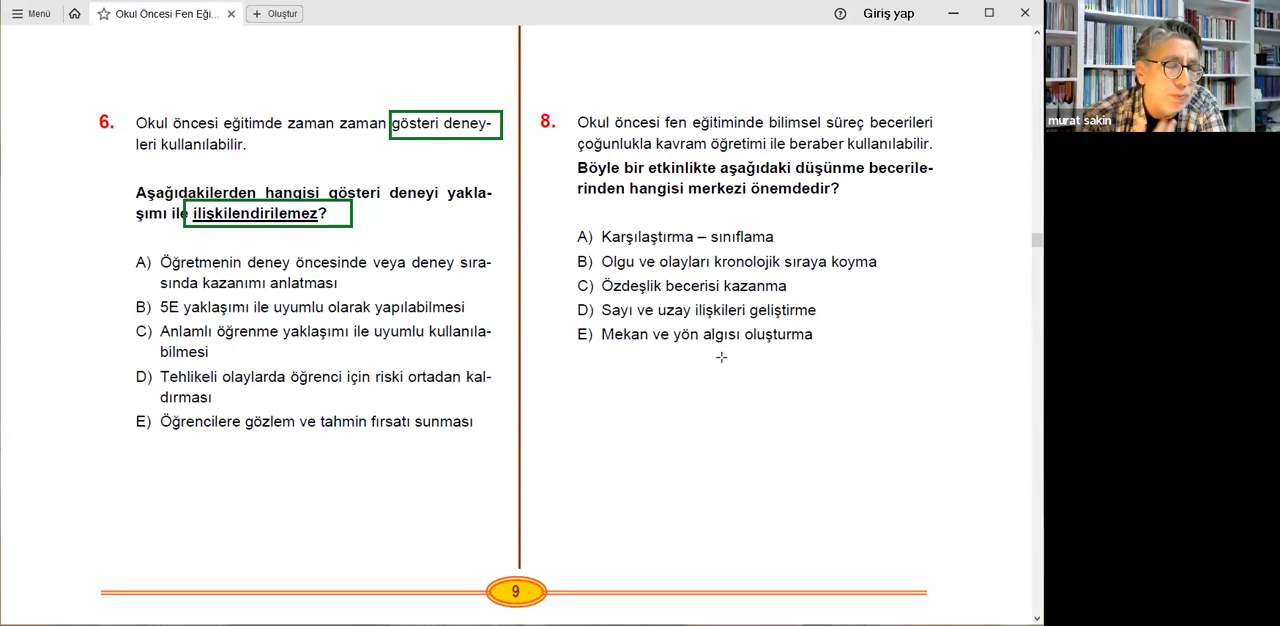 Menü
Okul Öncesi Fen Eği...
Oluştur
Giriş yap
6. Okul öncesi eğitimde zaman zaman gösteri deney-
leri kullanılabilir.
Aşağıdakilerden hangisi gösteri deneyi yakla-
şımı ile ilişkilendirilemez?
A) Öğretmenin deney öncesinde veya deney sıra-
sında kazanımı anlatması
B) 5E yaklaşımı ile uyumlu olarak yapılabilmesi
C) Anlamlı öğrenme yaklaşımı ile uyumlu kullanıla-
bilmesi
D) Tehlikeli olaylarda öğrenci için riski ortadan kal-
dırması
E) Öğrencilere gözlem ve tahmin fırsatı sunması
8. Okul öncesi fen eğitiminde bilimsel süreç becerileri
çoğunlukla kavram öğretimi ile beraber kullanılabilir.
Böyle bir etkinlikte aşağıdaki düşünme becerile-
rinden hangisi merkezi önemdedir?
A) Karşılaştırma – sınıflama
B) Olgu ve olayları kronolojik sıraya koyma
C) Özdeşlik becerisi kazanma
D) Sayı ve uzay ilişkileri geliştirme
E) Mekan ve yön algısı oluşturma
9
murat sakin